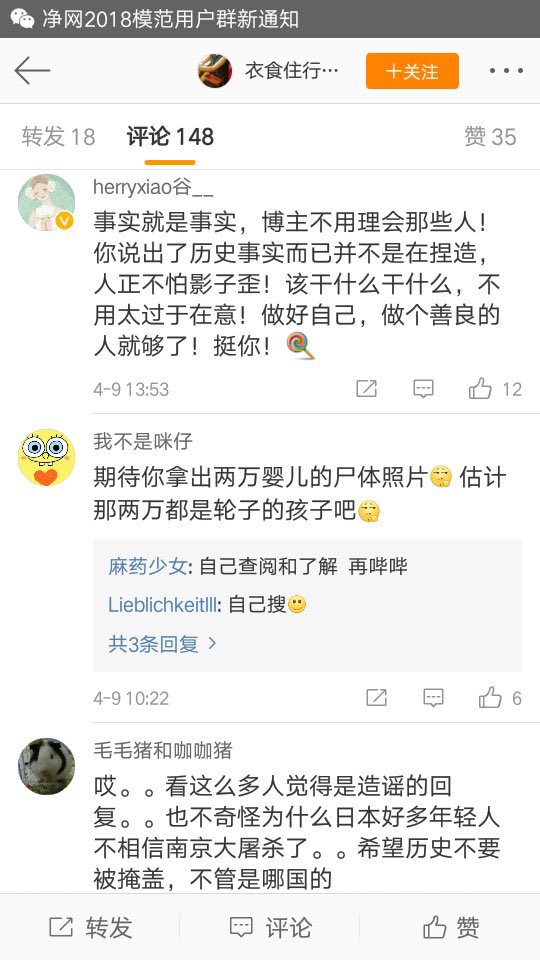 净网2018模范用户群新通知
衣食住行…
十关注
转发 18
评论 148
赞 35
herryxiao谷__
事实就是事实，博主不用理会那些人！
你说出了历史事实而已并不是在捏造，
人正不怕影子歪！该干什么干什么，不
用太过于在意！做好自己，做个善良的
人就够了！挺你！
4-9 13:53
12
我不是咪仔
期待你拿出两万婴儿的尸体照片 估计
那两万都是轮子的孩子吧
麻药少女: 自己查阅和了解 再哔哔
Lieblichkeitlll: 自己搜
共3条回复 >
4-9 10:22
6
毛毛猪和咖咖猪
哎。。看这么多人觉得是造谣的回
复。。也不奇怪为什么日本好多年轻人
不相信南京大屠杀了。。希望历史不要
被掩盖，不管是哪国的
转发
评论
赞